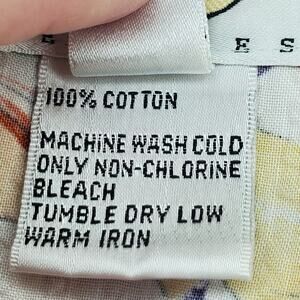 E S
100% COTTON
MACHINE WASH COLD
ONLY NON-CHLORINE
BLEACH
TUMBLE DRY LOW
WARM IRON